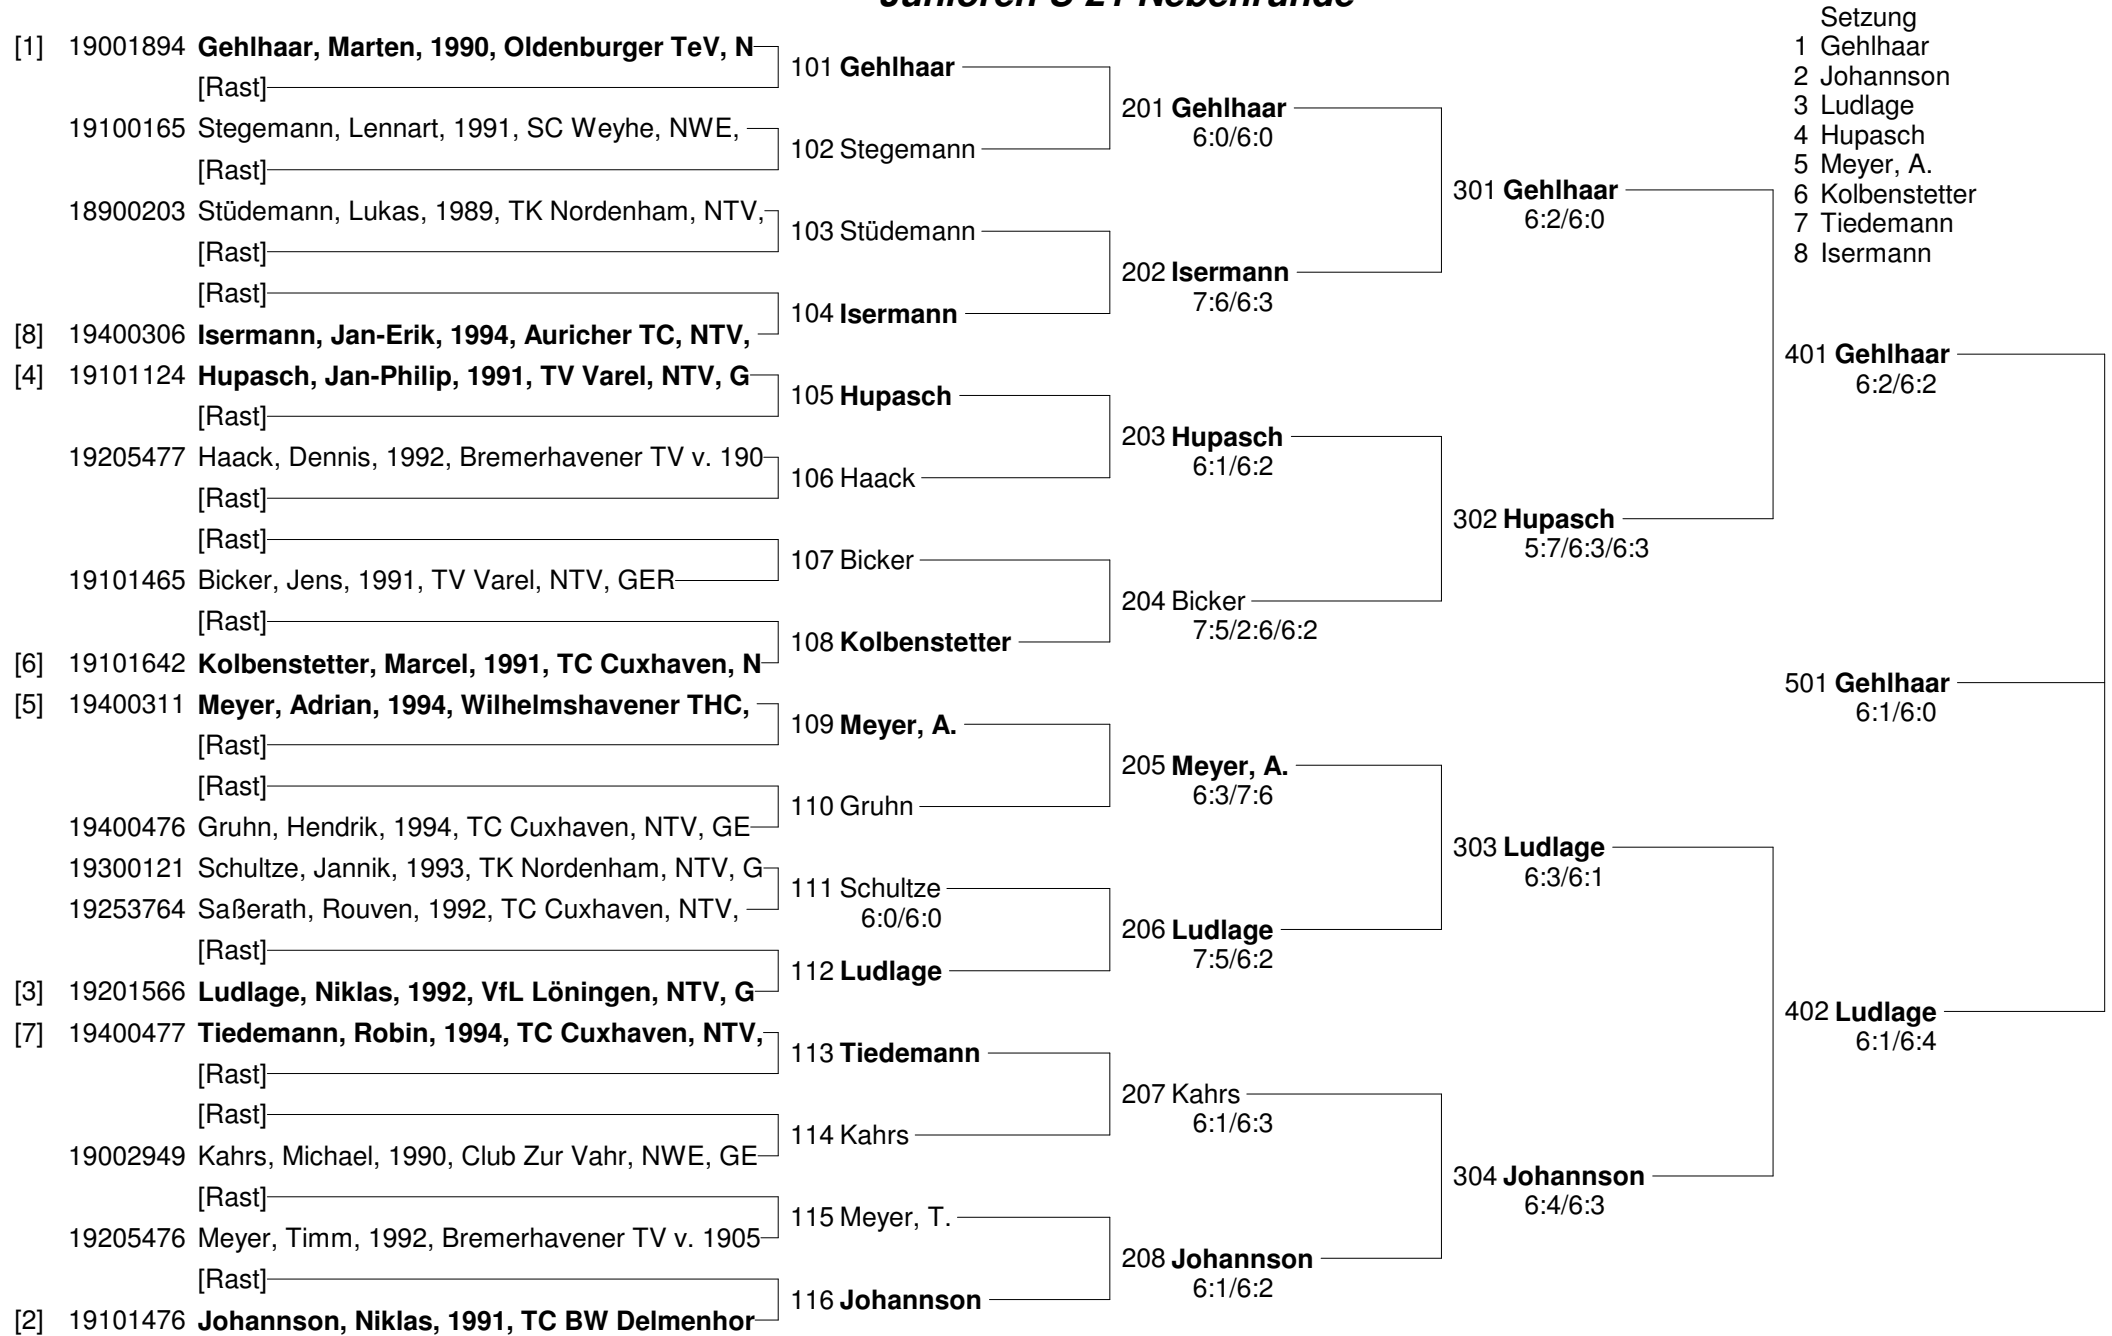 Junioren U 21 Nebenrunde
Setzung
1 Gehlhaar
2 Johannson
3 Ludlage
4 Hupasch
5 Meyer, A.
6 Kolbenstetter
7 Tiedemann
8 Isermann
[1] 19001894 Gehlhaar, Marten, 1990, Oldenburger TeV, N
[Rast]
19100165 Stegemann, Lennart, 1991, SC Weyhe, NWE,
[Rast]
18900203 Stüdemann, Lukas, 1989, TK Nordenham, NTV,
[Rast]
[Rast]
[8] 19400306 Isermann, Jan-Erik, 1994, Auricher TC, NTV,
[4] 19101124 Hupasch, Jan-Philip, 1991, TV Varel, NTV, G
[Rast]
19205477 Haack, Dennis, 1992, Bremerhavener TV v. 190
[Rast]
[Rast]
19101465 Bicker, Jens, 1991, TV Varel, NTV, GER
[Rast]
[6] 19101642 Kolbenstetter, Marcel, 1991, TC Cuxhaven, N
[5] 19400311 Meyer, Adrian, 1994, Wilhelmshavener THC,
[Rast]
[Rast]
19400476 Gruhn, Hendrik, 1994, TC Cuxhaven, NTV, GE
19300121 Schultze, Jannik, 1993, TK Nordenham, NTV, G
19253764 Saßerath, Rouven, 1992, TC Cuxhaven, NTV,
[Rast]
[3] 19201566 Ludlage, Niklas, 1992, VfL Löningen, NTV, G
[7] 19400477 Tiedemann, Robin, 1994, TC Cuxhaven, NTV,
[Rast]
[Rast]
19002949 Kahrs, Michael, 1990, Club Zur Vahr, NWE, GE
[Rast]
19205476 Meyer, Timm, 1992, Bremerhavener TV v. 1905
[Rast]
[2] 19101476 Johannson, Niklas, 1991, TC BW Delmenhor
101 Gehlhaar
102 Stegemann
103 Stüdemann
104 Isermann
105 Hupasch
106 Haack
107 Bicker
108 Kolbenstetter
109 Meyer, A.
110 Gruhn
111 Schultze
6:0/6:0
112 Ludlage
113 Tiedemann
114 Kahrs
115 Meyer, T.
116 Johannson
201 Gehlhaar
6:0/6:0
202 Isermann
7:6/6:3
203 Hupasch
6:1/6:2
204 Bicker
7:5/2:6/6:2
205 Meyer, A.
6:3/7:6
206 Ludlage
7:5/6:2
207 Kahrs
6:1/6:3
208 Johannson
6:1/6:2
301 Gehlhaar
6:2/6:0
302 Hupasch
5:7/6:3/6:3
303 Ludlage
6:3/6:1
304 Johannson
6:4/6:3
401 Gehlhaar
6:2/6:2
501 Gehlhaar
6:1/6:0
402 Ludlage
6:1/6:4